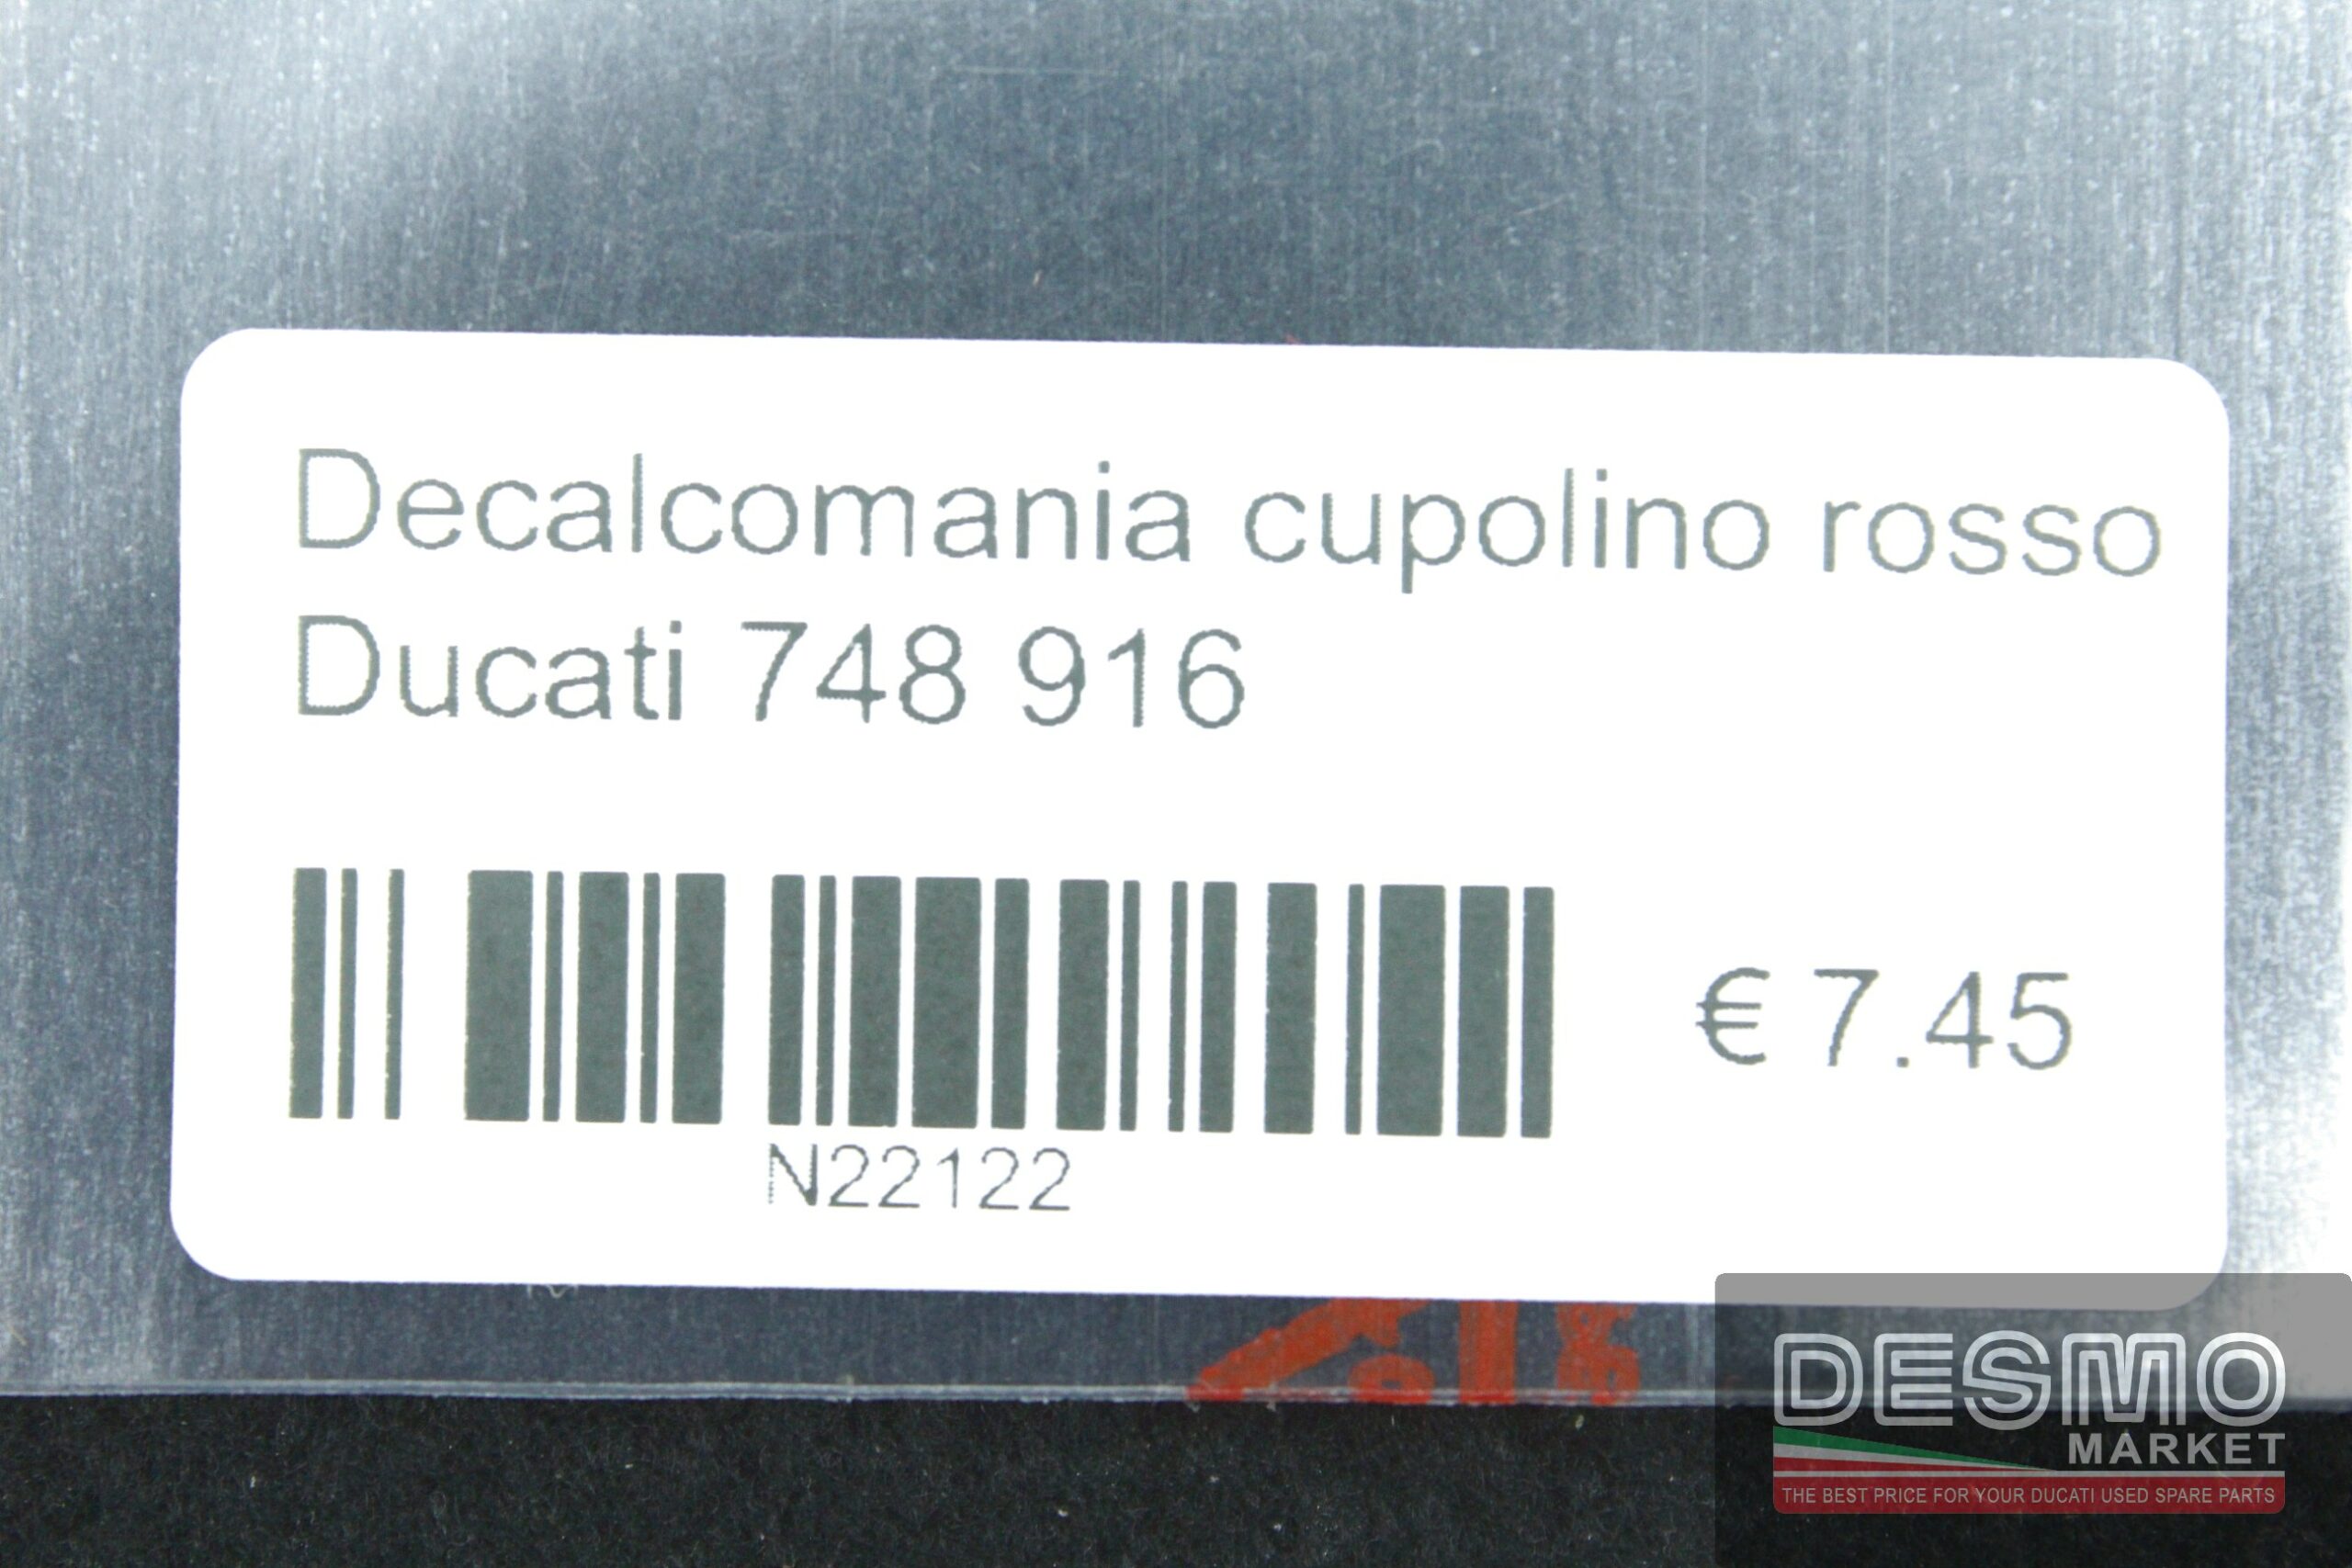 Decalcomania cupolino rosso
Ducati 748 916
€ 7.45
N22122
DESMO
MARKET
THE BEST PRICE FOR YOUR DUCATI USED SPARE PARTS